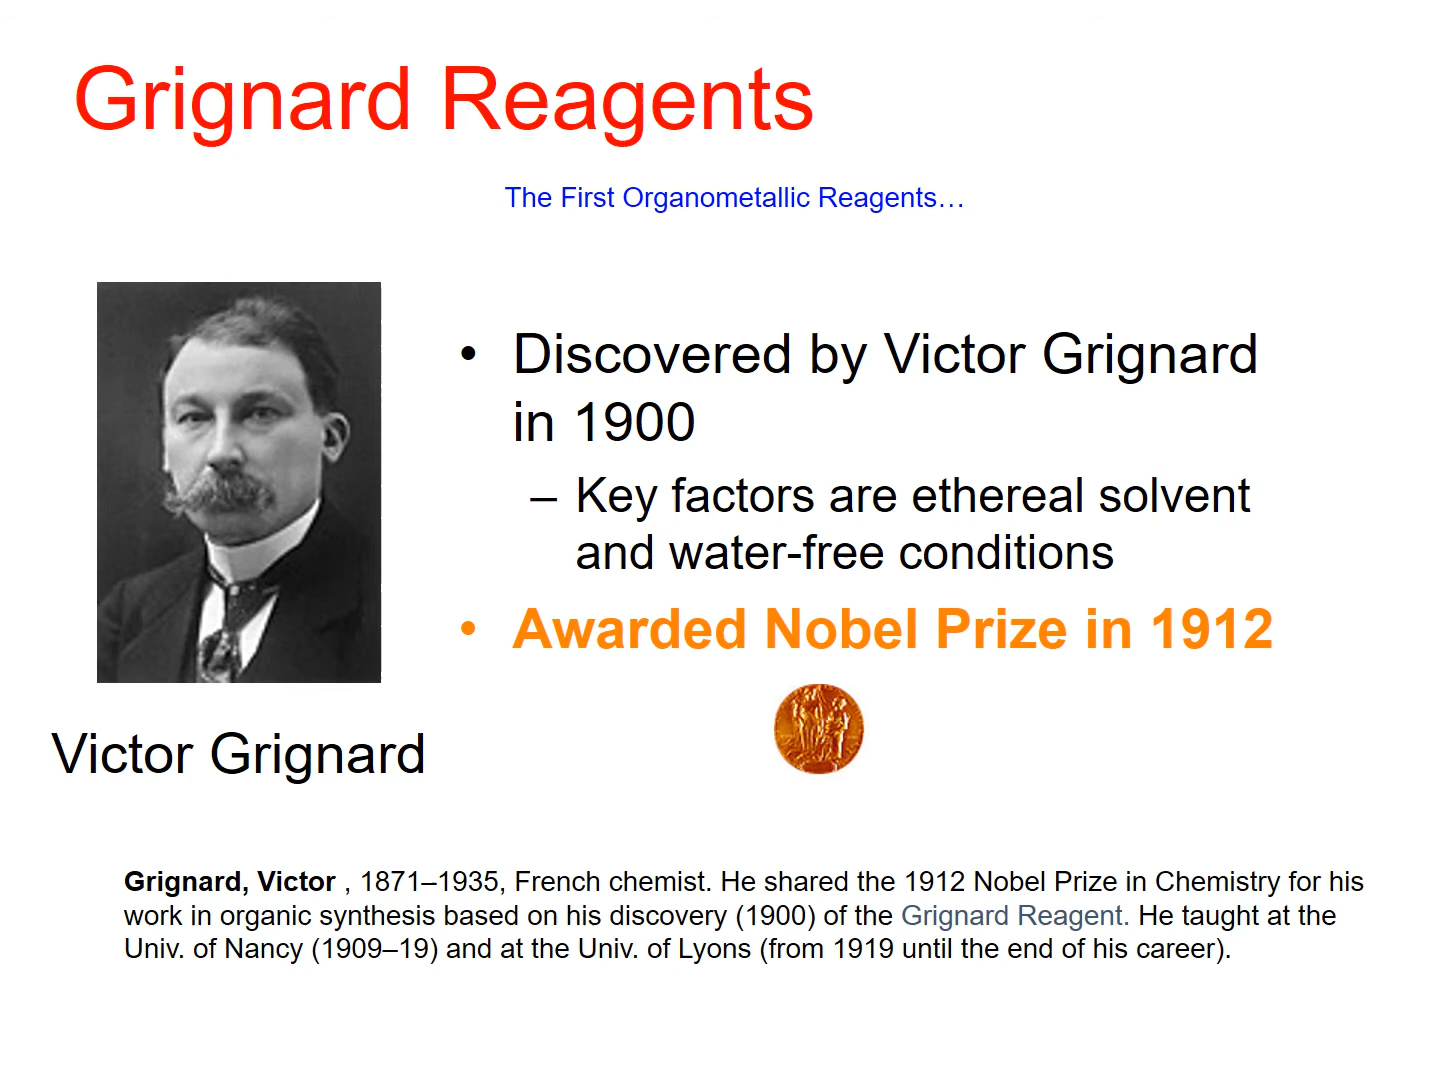 Grignard Reagents
The First Organometallic Reagents…
• Discovered by Victor Grignard
in 1900
– Key factors are ethereal solvent
and water-free conditions
• Awarded Nobel Prize in 1912
Victor Grignard
Grignard, Victor , 1871–1935, French chemist. He shared the 1912 Nobel Prize in Chemistry for his
work in organic synthesis based on his discovery (1900) of the Grignard Reagent. He taught at the
Univ. of Nancy (1909–19) and at the Univ. of Lyons (from 1919 until the end of his career).